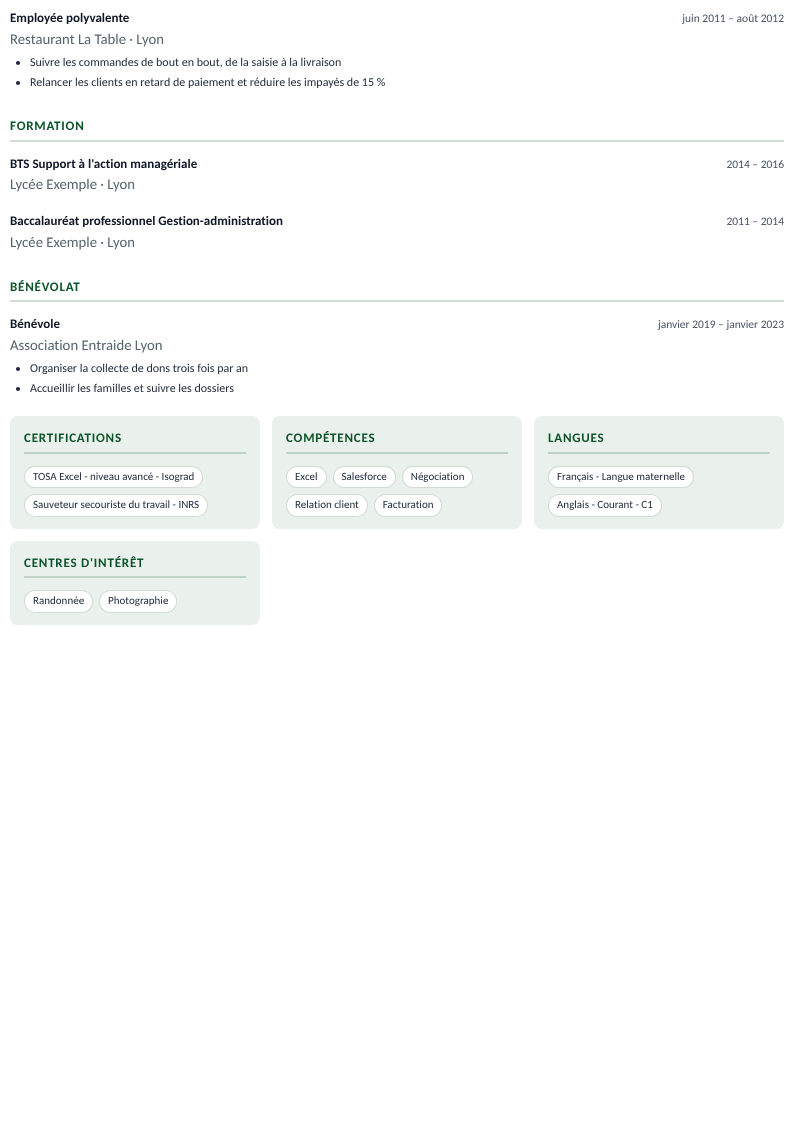 Employée polyvalente juin 2011 – août 2012
Restaurant La Table · Lyon
• Suivre les commandes de bout en bout, de la saisie à la livraison
• Relancer les clients en retard de paiement et réduire les impayés de 15 %
FORMATION
BTS Support à l'action managériale 2014 – 2016
Lycée Exemple · Lyon
Baccalauréat professionnel Gestion-administration 2011 – 2014
Lycée Exemple · Lyon
BÉNÉVOLAT
Bénévole janvier 2019 – janvier 2023
Association Entraide Lyon
• Organiser la collecte de dons trois fois par an
• Accueillir les familles et suivre les dossiers
CERTIFICATIONS
TOSA Excel - niveau avancé - Isograd
Sauveteur secouriste du travail - INRS
COMPÉTENCES
Excel Salesforce Négociation
Relation client Facturation
LANGUES
Français - Langue maternelle
Anglais - Courant - C1
CENTRES D'INTÉRÊT
Randonnée Photographie